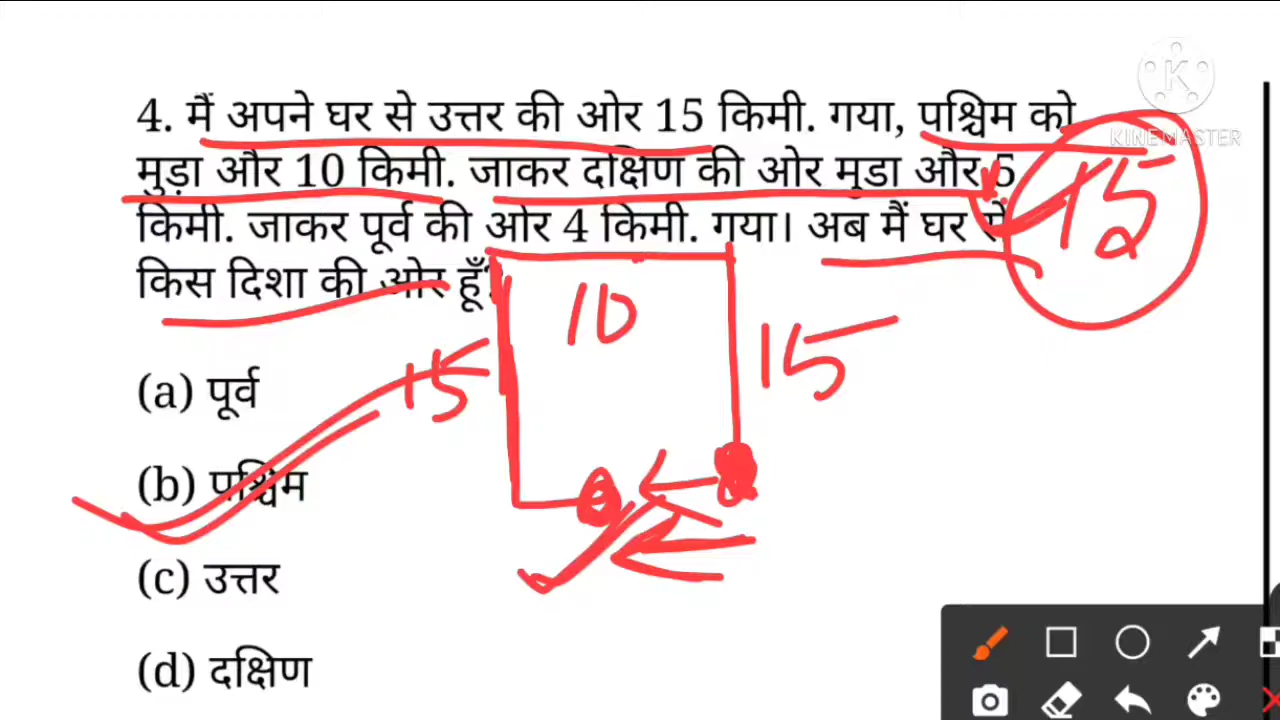 4. मैं अपने घर से उत्तर की ओर 15 किमी. गया, पश्चिम को
मुड़ा और 10 किमी. जाकर दक्षिण की ओर मुडा और 5
किमी. जाकर पूर्व की ओर 4 किमी. गया। अब मैं घर से
किस दिशा की ओर हूँ?
(a) पूर्व
(b) पश्चिम
(c) उत्तर
(d) दक्षिण
10
15
15
15
K
KINEMASTER